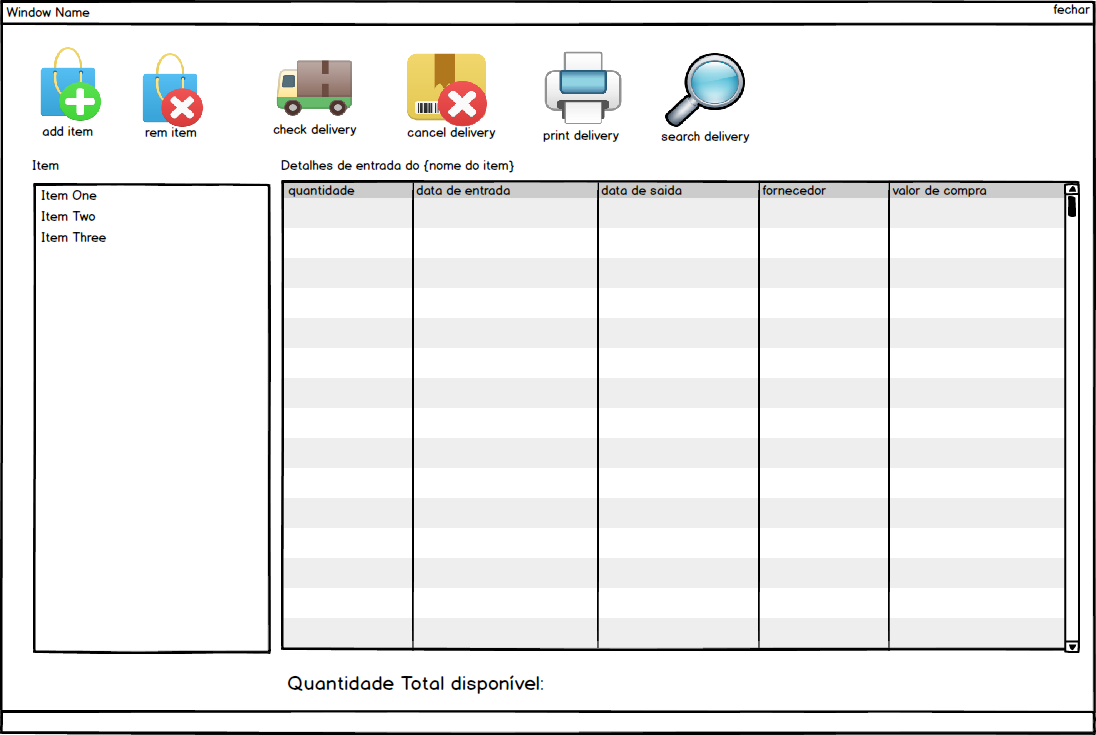 Window Name
fechar
add item
rem item
check delivery
cancel delivery
print delivery
search delivery
Item
Detalhes de entrada do {nome do item}
Item One
Item Two
Item Three
quantidade
data de entrada
data de saida
fornecedor
valor de compra
Quantidade Total disponível: